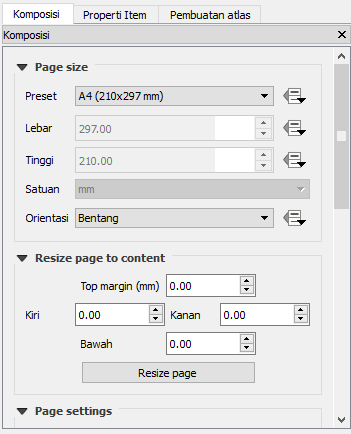 Komposisi Properti Item Pembuatan atlas
Komposisi
Page size
Preset A4 (210x297 mm)
Lebar 297.00
Tinggi 210.00
Satuan mm
Orientasi Bentang
Resize page to content
Top margin (mm) 0.00
Kiri 0.00 Kanan 0.00
Bawah 0.00
Resize page
Page settings